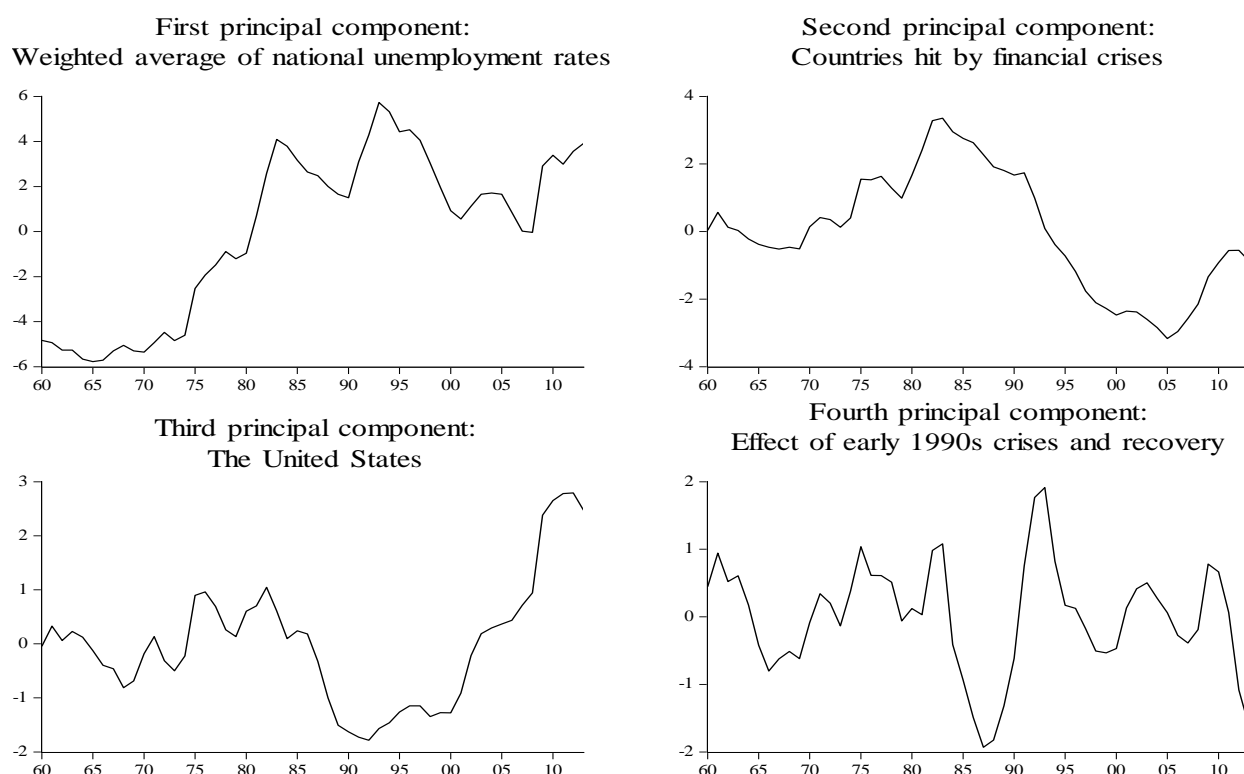 First principal component:
Weighted average of national unemployment rates
6
4
2
0
-2
-4
-6
60 65 70 75 80 85 90 95 00 05 10
Second principal component:
Countries hit by financial crises
4
2
0
-2
-4
60 65 70 75 80 85 90 95 00 05 10
Third principal component:
The United States
3
2
1
0
-1
-2
60 65 70 75 80 85 90 95 00 05 10
Fourth principal component:
Effect of early 1990s crises and recovery
2
1
0
-1
-2
60 65 70 75 80 85 90 95 00 05 10